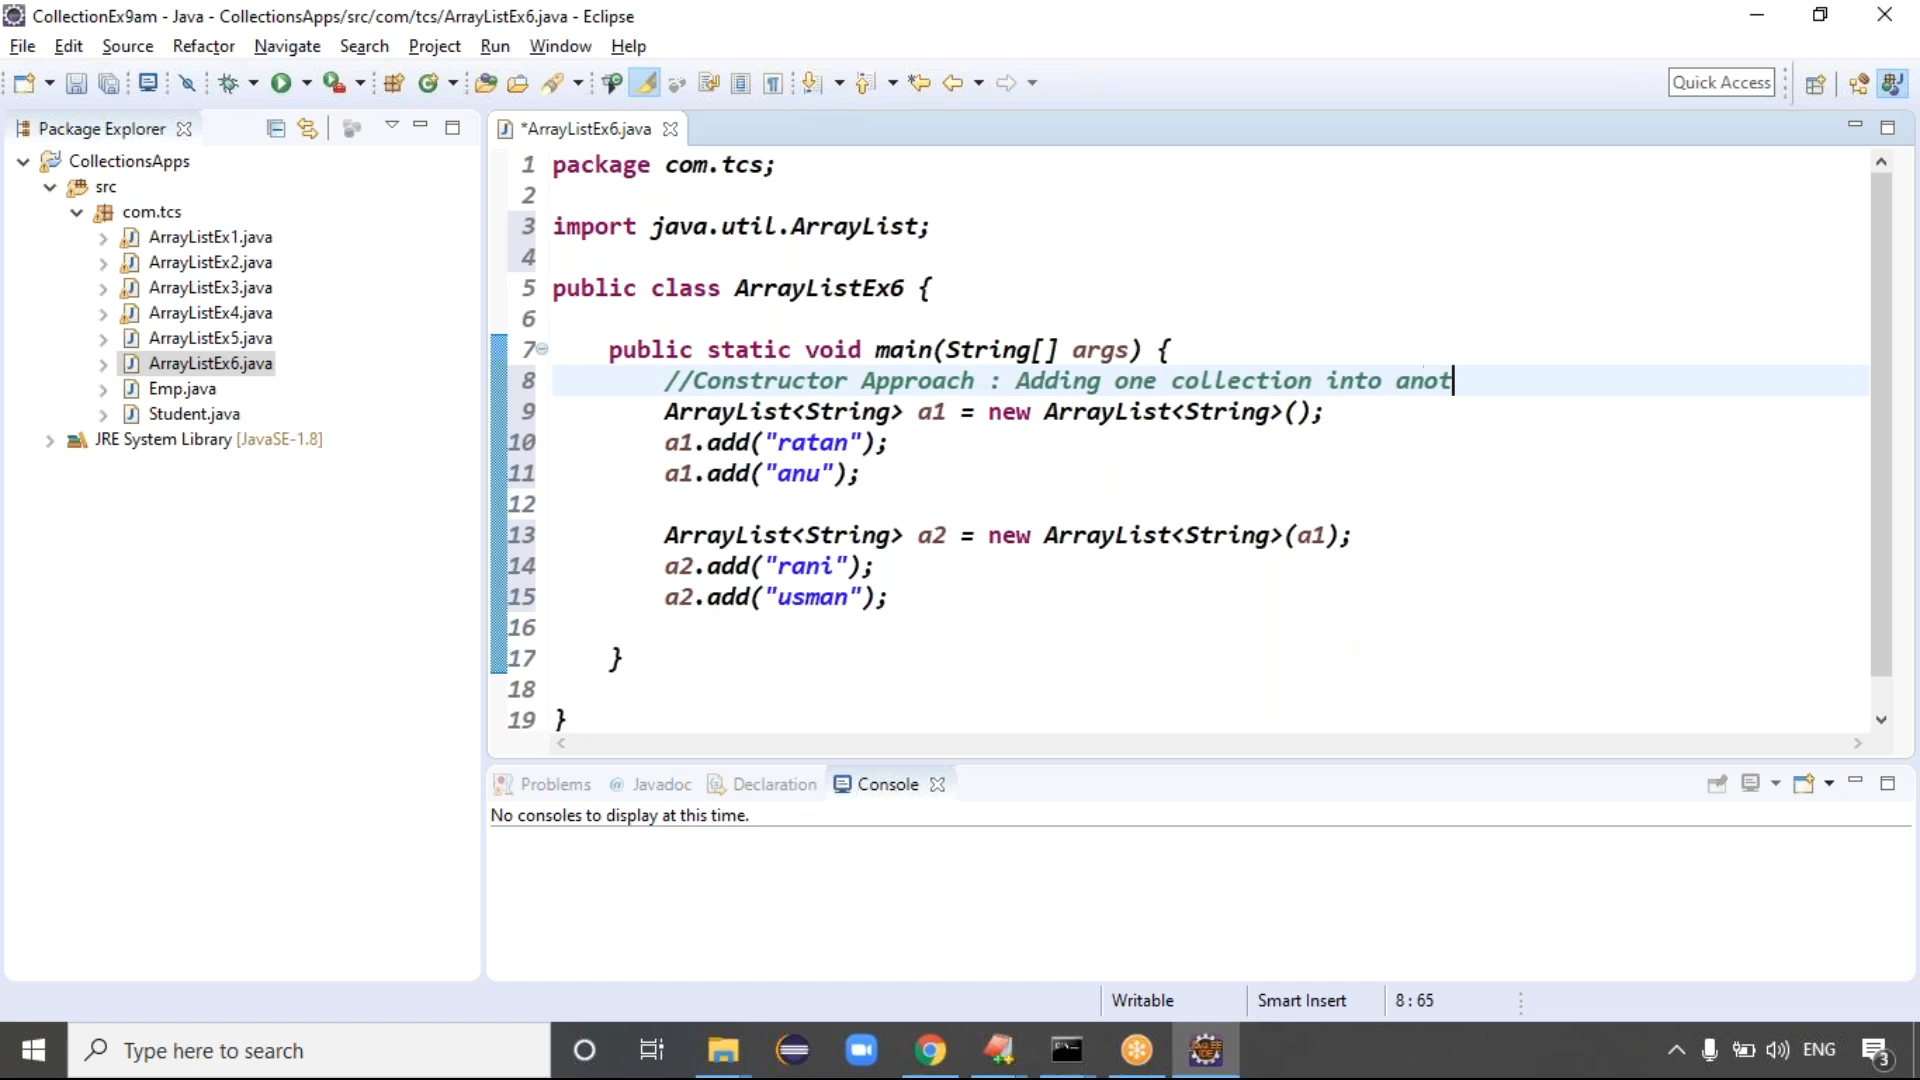 CollectionEx9am - Java - CollectionsApps/src/com/tcs/ArrayListEx6.java - Eclipse
File Edit Source Refactor Navigate Search Project Run Window Help
Quick Access
Package Explorer
CollectionsApps
src
com.tcs
ArrayListEx1.java
ArrayListEx2.java
ArrayListEx3.java
ArrayListEx4.java
ArrayListEx5.java
ArrayListEx6.java
Emp.java
Student.java
JRE System Library [JavaSE-1.8]
*ArrayListEx6.java
1 package com.tcs;
2
3 import java.util.ArrayList;
4
5 public class ArrayListEx6 {
6
7 public static void main(String[] args) {
8 //Constructor Approach : Adding one collection into anot
9 ArrayList<String> a1 = new ArrayList<String>();
10 a1.add("ratan");
11 a1.add("anu");
12
13 ArrayList<String> a2 = new ArrayList<String>(a1);
14 a2.add("rani");
15 a2.add("usman");
16
17 }
18
19 }
Problems Javadoc Declaration Console
No consoles to display at this time.
Writable Smart Insert 8 : 65
Type here to search
ENG
3